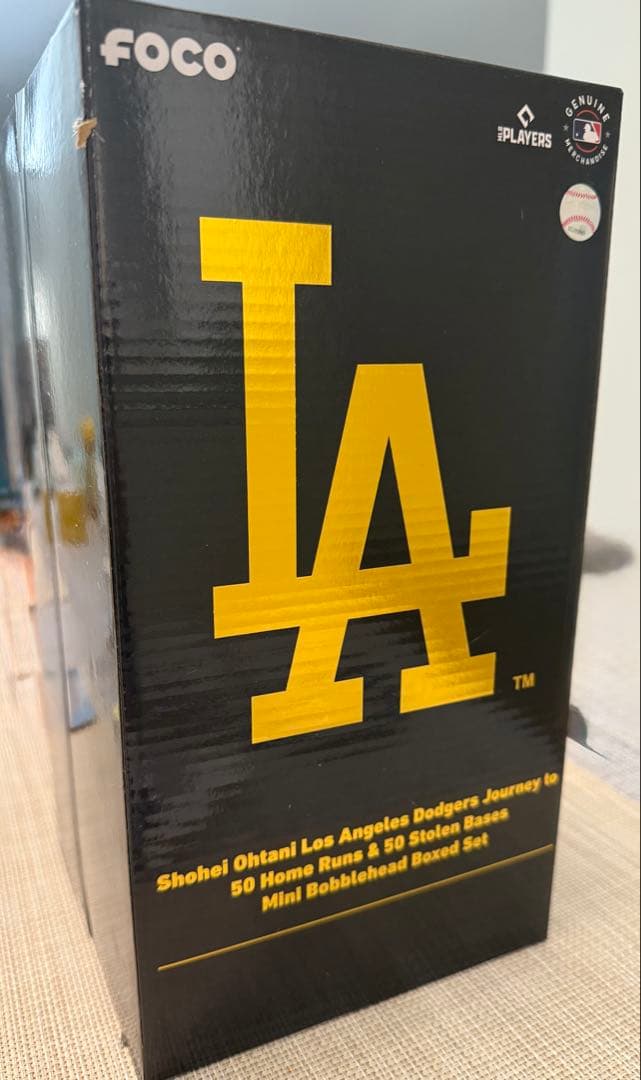 FOCO
MLB PLAYERS
GENUINE
MERCHANDISE
LA
TM
Shohei Ohtani Los Angeles Dodgers Journey to
50 Home Runs & 50 Stolen Bases
Mini Bobblehead Boxed Set